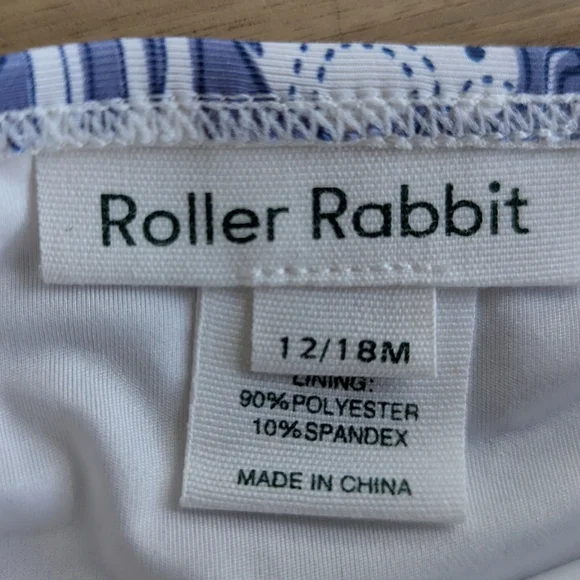 Roller Rabbit
12/18M
LINING:
90%POLYESTER
10%SPANDEX
MADE IN CHINA